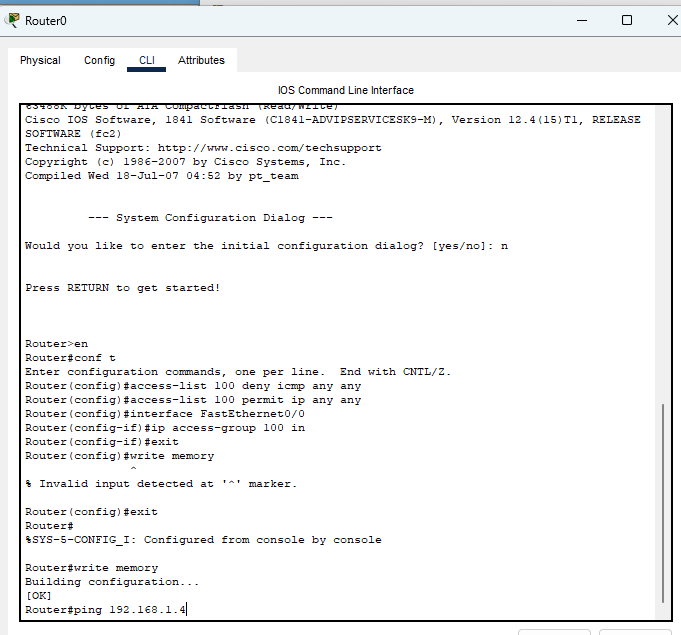 Router0
Physical Config CLI Attributes
IOS Command Line Interface
63488K bytes of ATA CompactFlash (Read/Write)
Cisco IOS Software, 1841 Software (C1841-ADVIPSERVICESK9-M), Version 12.4(15)T1, RELEASE
SOFTWARE (fc2)
Technical Support: http://www.cisco.com/techsupport
Copyright (c) 1986-2007 by Cisco Systems, Inc.
Compiled Wed 18-Jul-07 04:52 by pt_team
--- System Configuration Dialog ---
Would you like to enter the initial configuration dialog? [yes/no]: n
Press RETURN to get started!
Router>en
Router#conf t
Enter configuration commands, one per line.  End with CNTL/Z.
Router(config)#access-list 100 deny icmp any any
Router(config)#access-list 100 permit ip any any
Router(config)#interface FastEthernet0/0
Router(config-if)#ip access-group 100 in
Router(config-if)#exit
Router(config)#write memory
^
% Invalid input detected at '^' marker.
Router(config)#exit
Router#
%SYS-5-CONFIG_I: Configured from console by console
Router#write memory
Building configuration...
[OK]
Router#ping 192.168.1.4